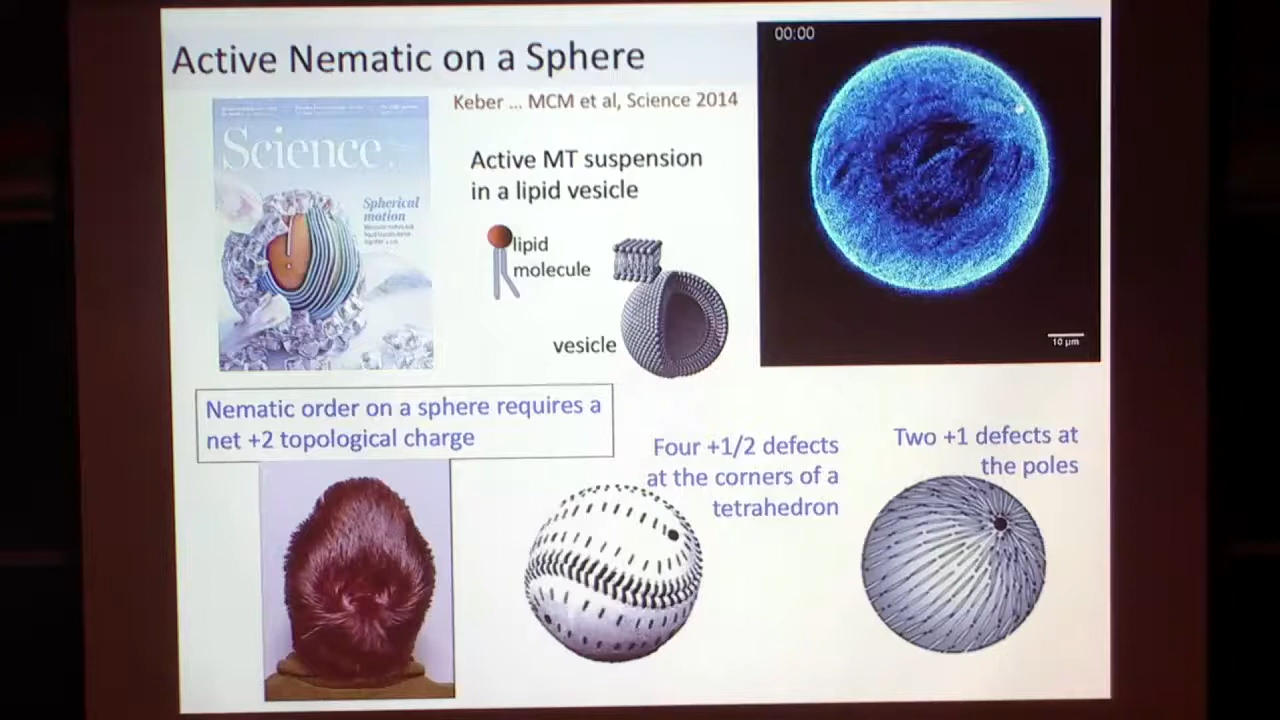 Active Nematic on a Sphere
Keber ... MCM et al, Science 2014
Science
Spherical
motion
Active MT suspension
in a lipid vesicle
lipid
molecule
vesicle
00:00
10 μm
Nematic order on a sphere requires a
net +2 topological charge
Four +1/2 defects
at the corners of a
tetrahedron
Two +1 defects at
the poles